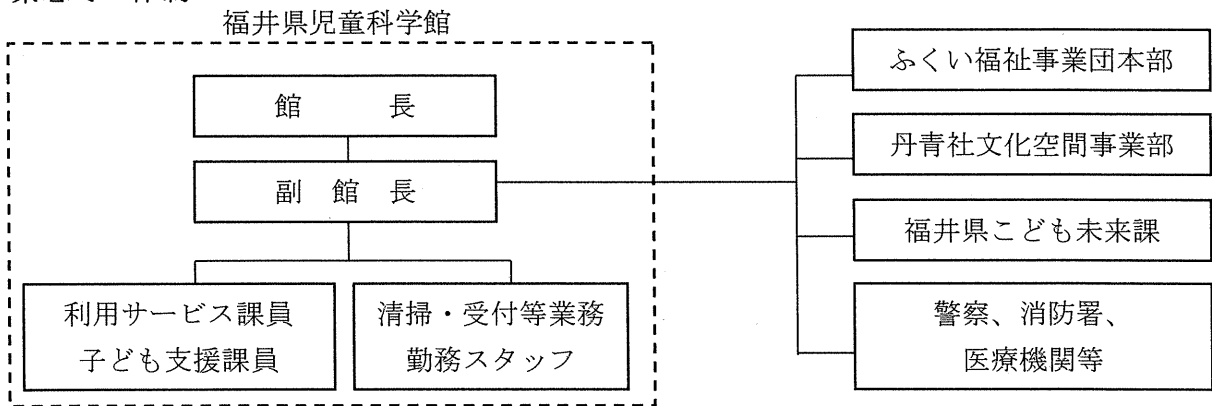 福井県児童科学館
館　　　長
副　館　長
利用サービス課員
子ども支援課員
清掃・受付等業務
勤務スタッフ
ふくい福祉事業団本部
丹青社文化空間事業部
福井県こども未来課
警察、消防署、
医療機関等